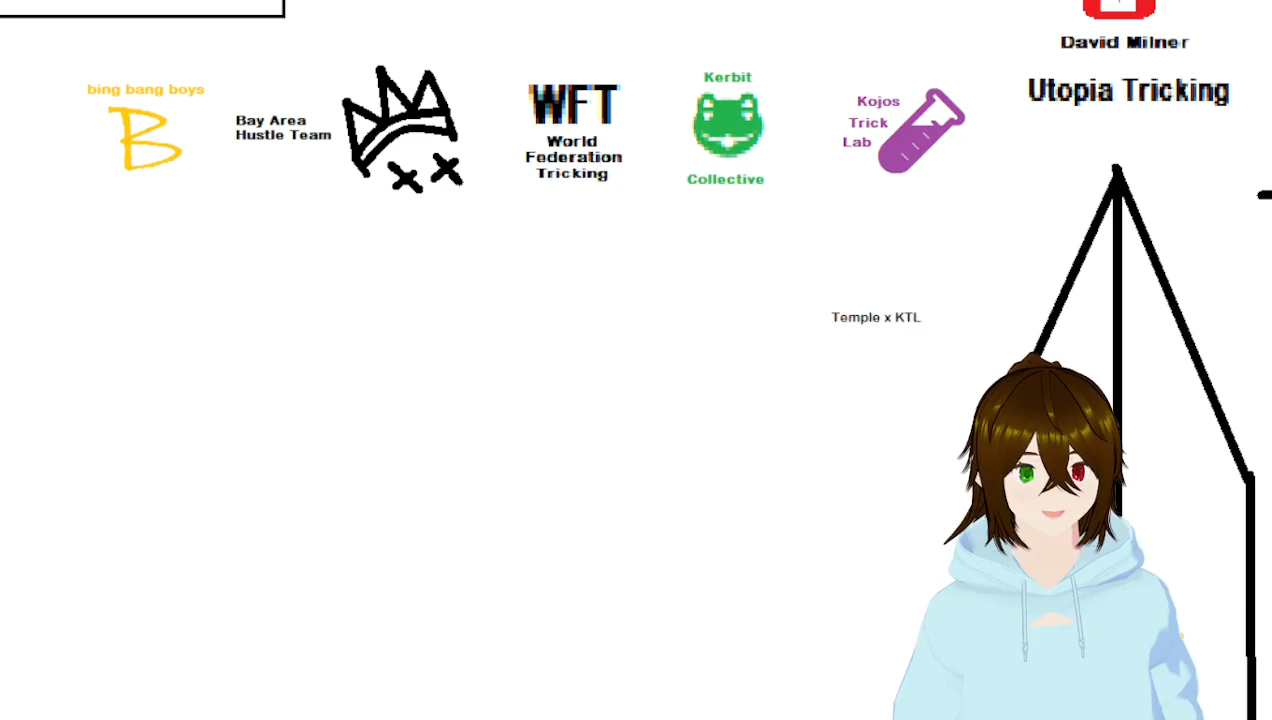 David Milner
Utopia Tricking
bing bang boys
B
Bay Area
Hustle Team
WFT
World
Federation
Tricking
Kerbit
Collective
Kojos
Trick
Lab
Temple x KTL